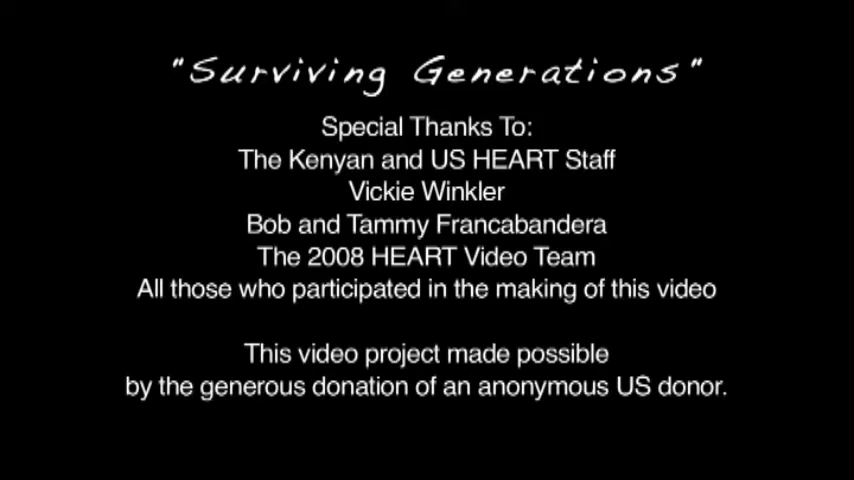 "Surviving Generations"
Special Thanks To:
The Kenyan and US HEART Staff
Vickie Winkler
Bob and Tammy Francabandera
The 2008 HEART Video Team
All those who participated in the making of this video
This video project made possible
by the generous donation of an anonymous US donor.